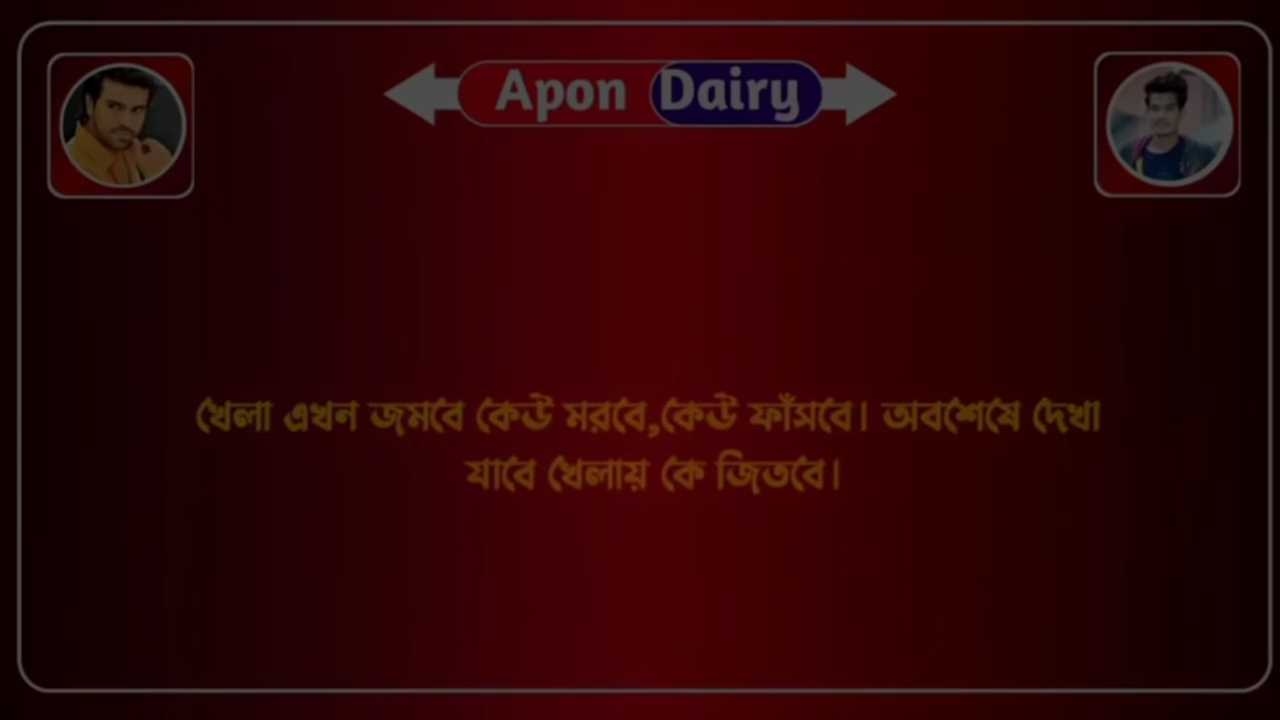 Apon Dairy
খেলা এখন জমবে কেউ মরবে,কেউ ফাঁসবে। অবশেষে দেখা
যাবে খেলায় কে জিতবে।